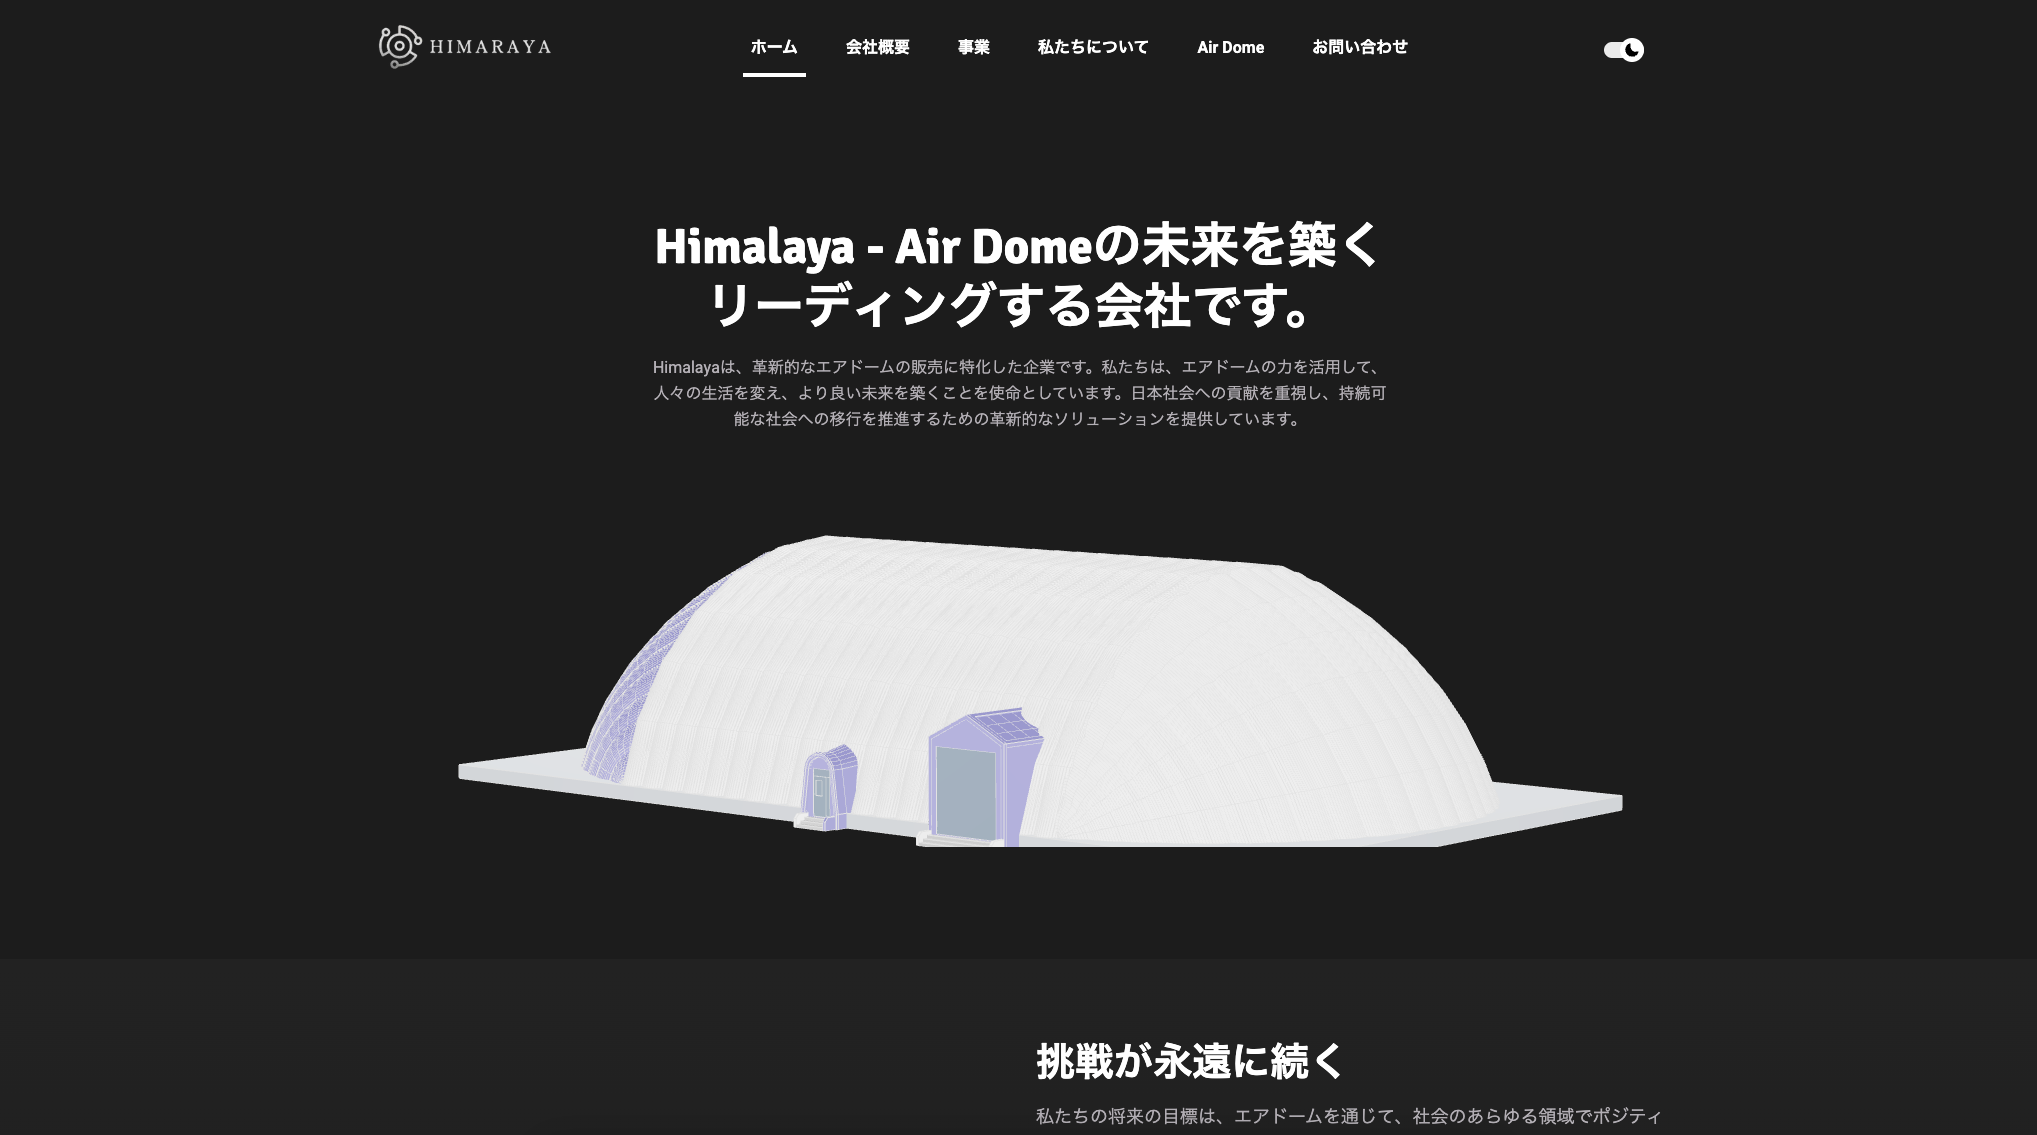 HIMARAYA
ホーム 会社概要 事業 私たちについて Air Dome お問い合わせ
Himalaya - Air Domeの未来を築く
リーディングする会社です。
Himalayaは、革新的なエアドームの販売に特化した企業です。私たちは、エアドームの力を活用して、
人々の生活を変え、より良い未来を築くことを使命としています。日本社会への貢献を重視し、持続可
能な社会への移行を推進するための革新的なソリューションを提供しています。
挑戦が永遠に続く
私たちの将来の目標は、エアドームを通じて、社会のあらゆる領域でポジティ